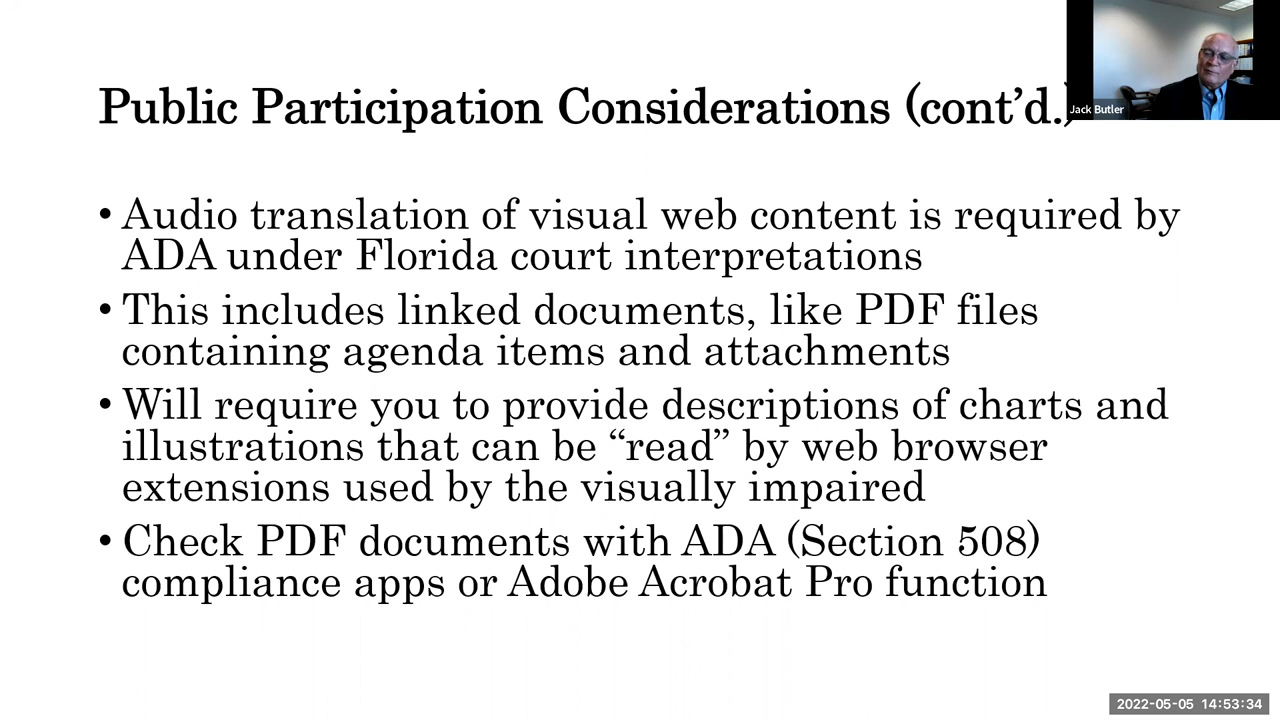 Public Participation Considerations (cont’d.)
Jack Butler
• Audio translation of visual web content is required by
ADA under Florida court interpretations
• This includes linked documents, like PDF files
containing agenda items and attachments
• Will require you to provide descriptions of charts and
illustrations that can be “read” by web browser
extensions used by the visually impaired
• Check PDF documents with ADA (Section 508)
compliance apps or Adobe Acrobat Pro function
2022-05-05 14:53:34